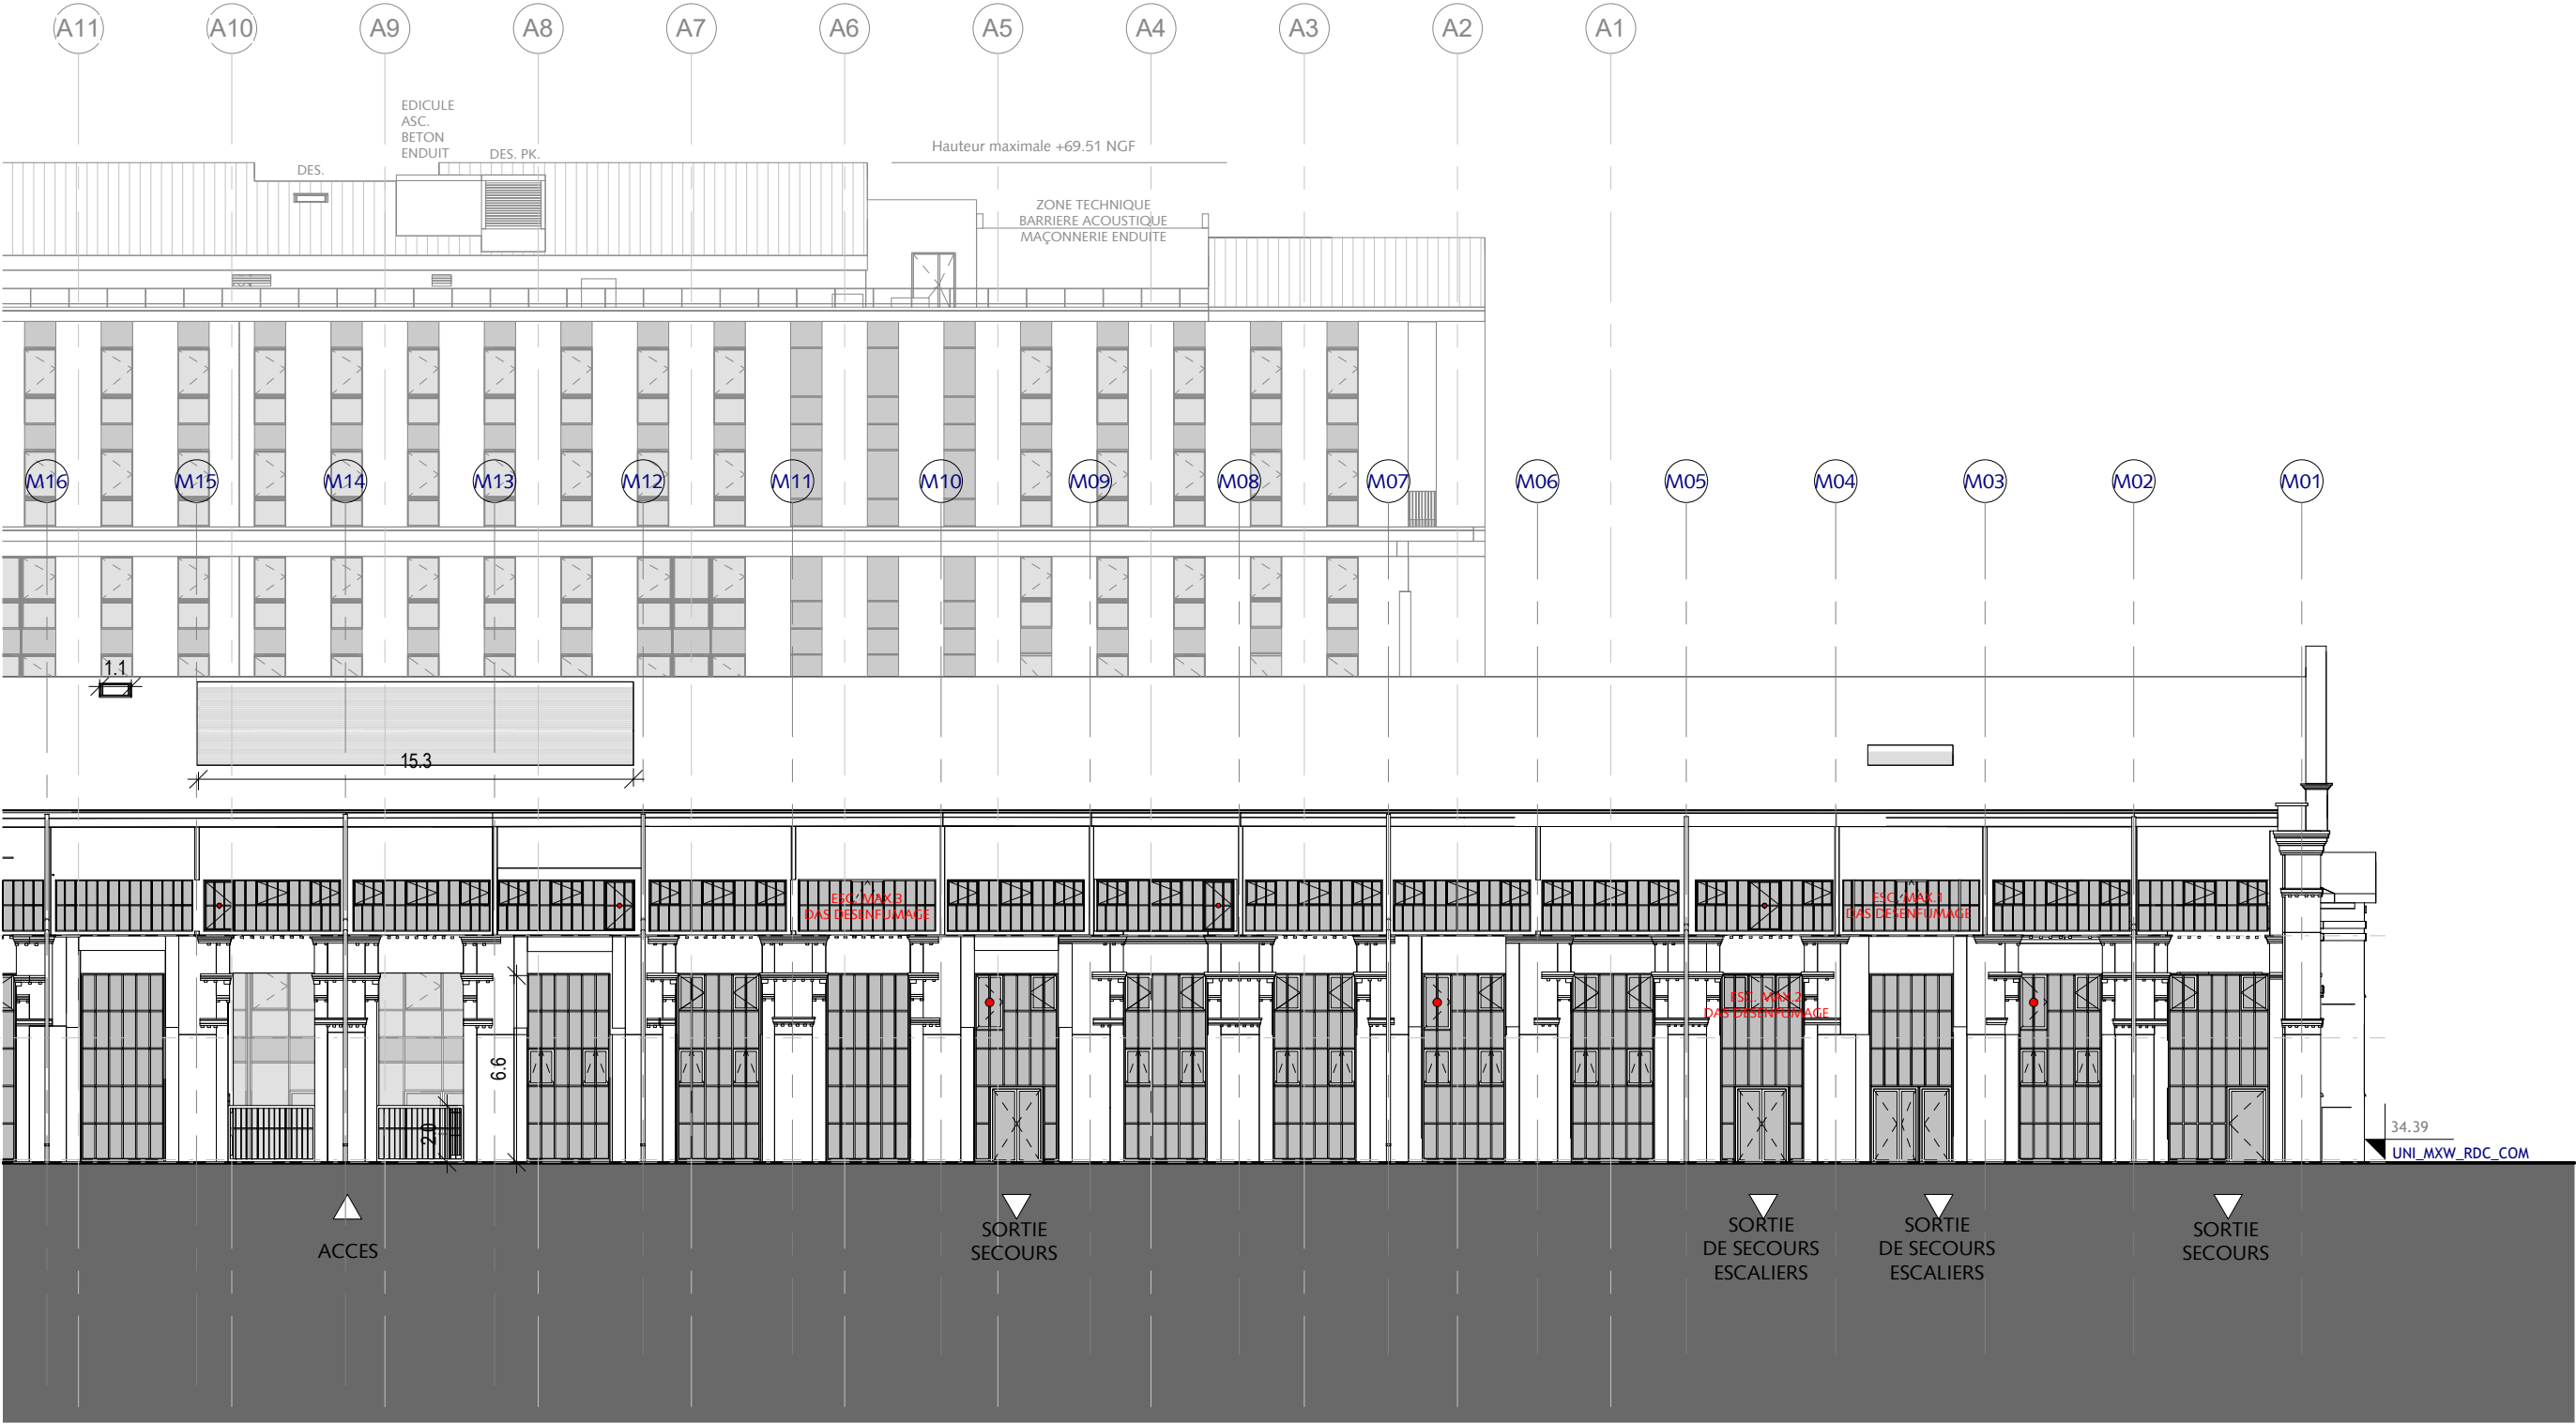 A11 A10 A9 A8 A7 A6 A5 A4 A3 A2 A1
EDICULE
ASC.
BETON
ENDUIT
DES. PK.
DES.
Hauteur maximale +69.51 NGF
ZONE TECHNIQUE
BARRIERE ACOUSTIQUE
MAÇONNERIE ENDUITE
M16 M15 M14 M13 M12 M11 M10 M09 M08 M07 M06 M05 M04 M03 M02 M01
1.1
15.3
ESC. MAX.3
DAS DESENFUMAGE
ESC. MAX.1
DAS DESENFUMAGE
ESC. MAX.2
DAS DESENFUMAGE
6.6
2.0
34.39
UNI_MXW_RDC_COM
ACCES
SORTIE
SECOURS
SORTIE
DE SECOURS
ESCALIERS
SORTIE
DE SECOURS
ESCALIERS
SORTIE
SECOURS